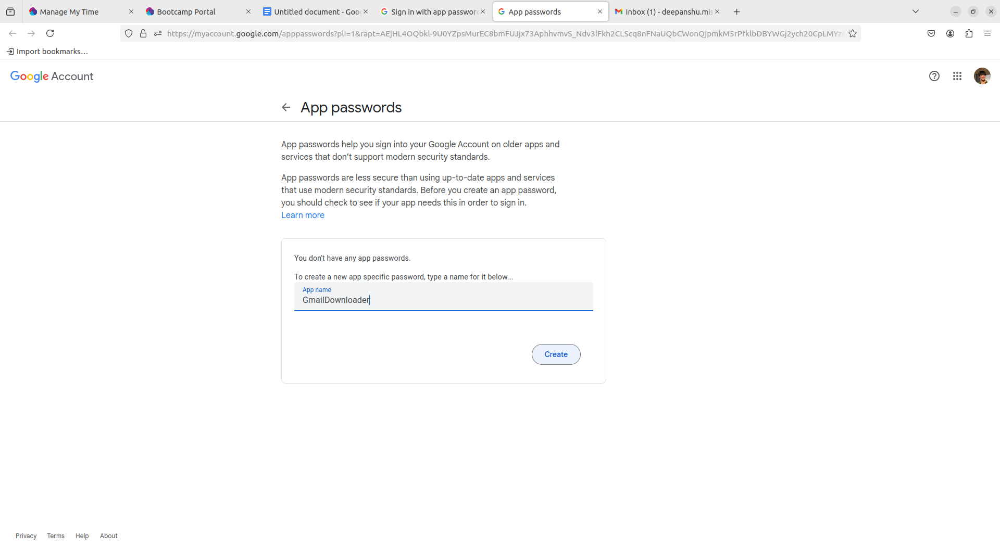 Manage My Time
Bootcamp Portal
Untitled document - Goo
Sign in with app passwor
App passwords
Inbox (1) - deepanshu.mis
https://myaccount.google.com/apppasswords?pli=1&rapt=AEjHL4OQbkl-9U0YZpsMurEC8bmFUJjx73AphhvmvS_Ndv3lFkh2CLScq8nFNaUQbCWonQjpmkM5rPfklbDBYWGj2ych20CpLMYz
Import bookmarks…
Google Account
App passwords
App passwords help you sign into your Google Account on older apps and
services that don’t support modern security standards.
App passwords are less secure than using up-to-date apps and services
that use modern security standards. Before you create an app password,
you should check to see if your app needs this in order to sign in.
Learn more
You don't have any app passwords.
To create a new app specific password, type a name for it below...
App name
GmailDownloader
Create
Privacy
Terms
Help
About